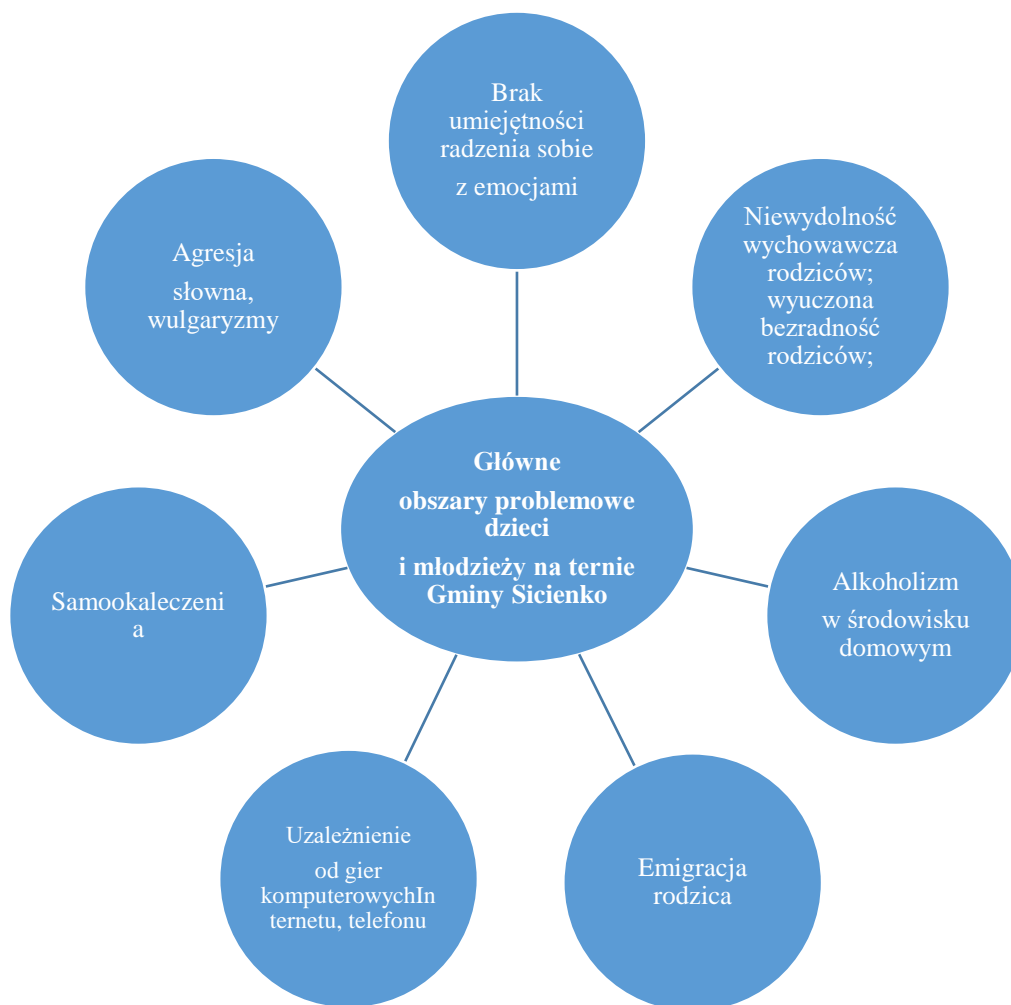 Brak
umiejętności
radzenia sobie
z emocjami
Niewydolność
wychowawcza
rodziców;
wyuczona
bezradność
rodziców;
Alkoholizm
w środowisku
domowym
Emigracja
rodzica
Uzależnienie
od gier
komputerowychIn
ternetu, telefonu
Samookaleczeni
a
Agresja
słowna,
wulgaryzmy
Główne
obszary problemowe
dzieci
i młodzieży na ternie
Gminy Sicienko